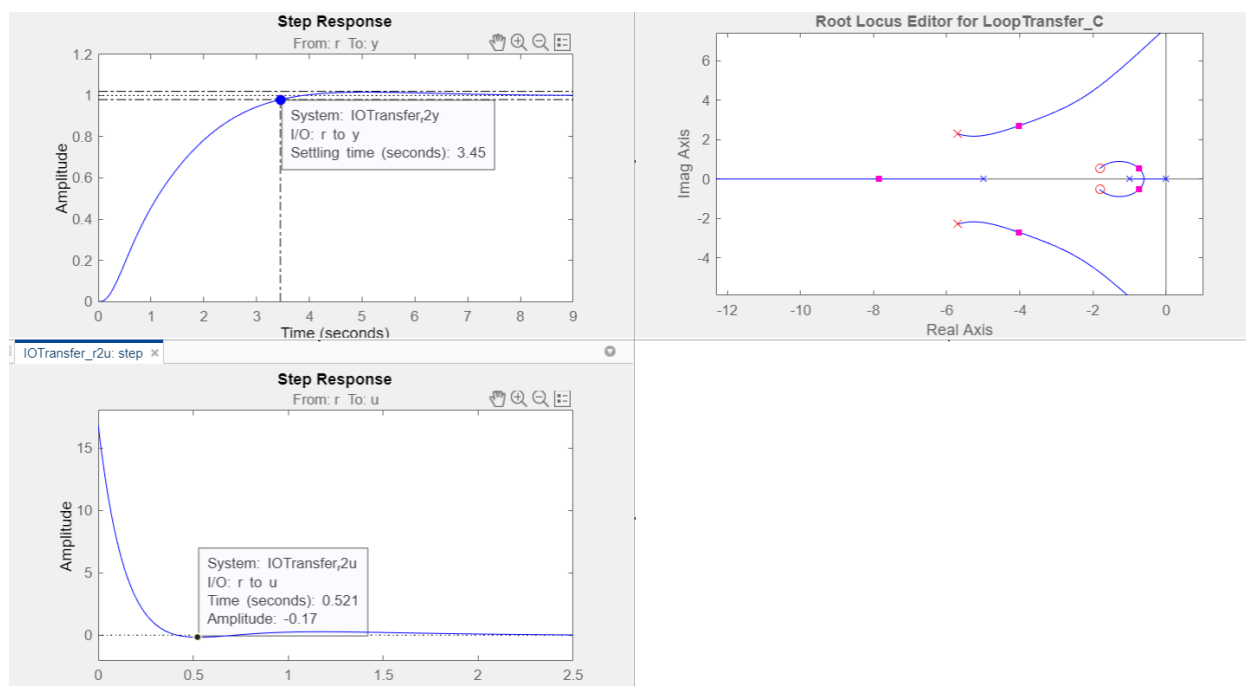 Step Response
From: r To: y
1.2
1
0.8
0.6
0.4
0.2
0
Amplitude
System: IOTransfer_r2y
I/O: r to y
Settling time (seconds): 3.45
0 1 2 3 4 5 6 7 8 9
Time (seconds)
Root Locus Editor for LoopTransfer_C
6
4
2
0
-2
-4
Imag Axis
-12 -10 -8 -6 -4 -2 0
Real Axis
IOTransfer_r2u: step
Step Response
From: r To: u
15
10
5
0
Amplitude
System: IOTransfer_r2u
I/O: r to u
Time (seconds): 0.521
Amplitude: -0.17
0 0.5 1 1.5 2 2.5